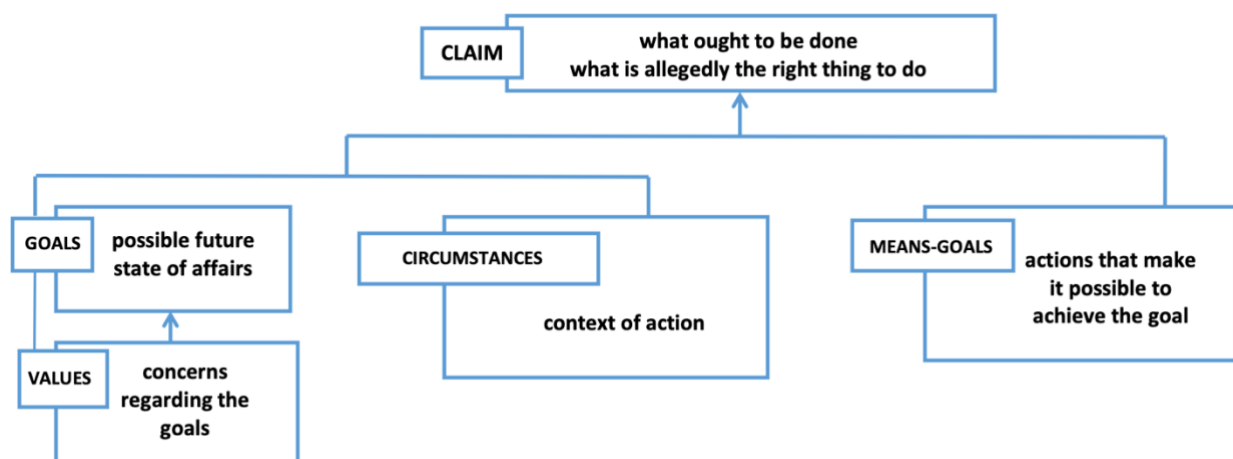 CLAIM
what ought to be done
what is allegedly the right thing to do
GOALS
possible future
state of affairs
VALUES
concerns
regarding the
goals
CIRCUMSTANCES
context of action
MEANS-GOALS
actions that make
it possible to
achieve the goal